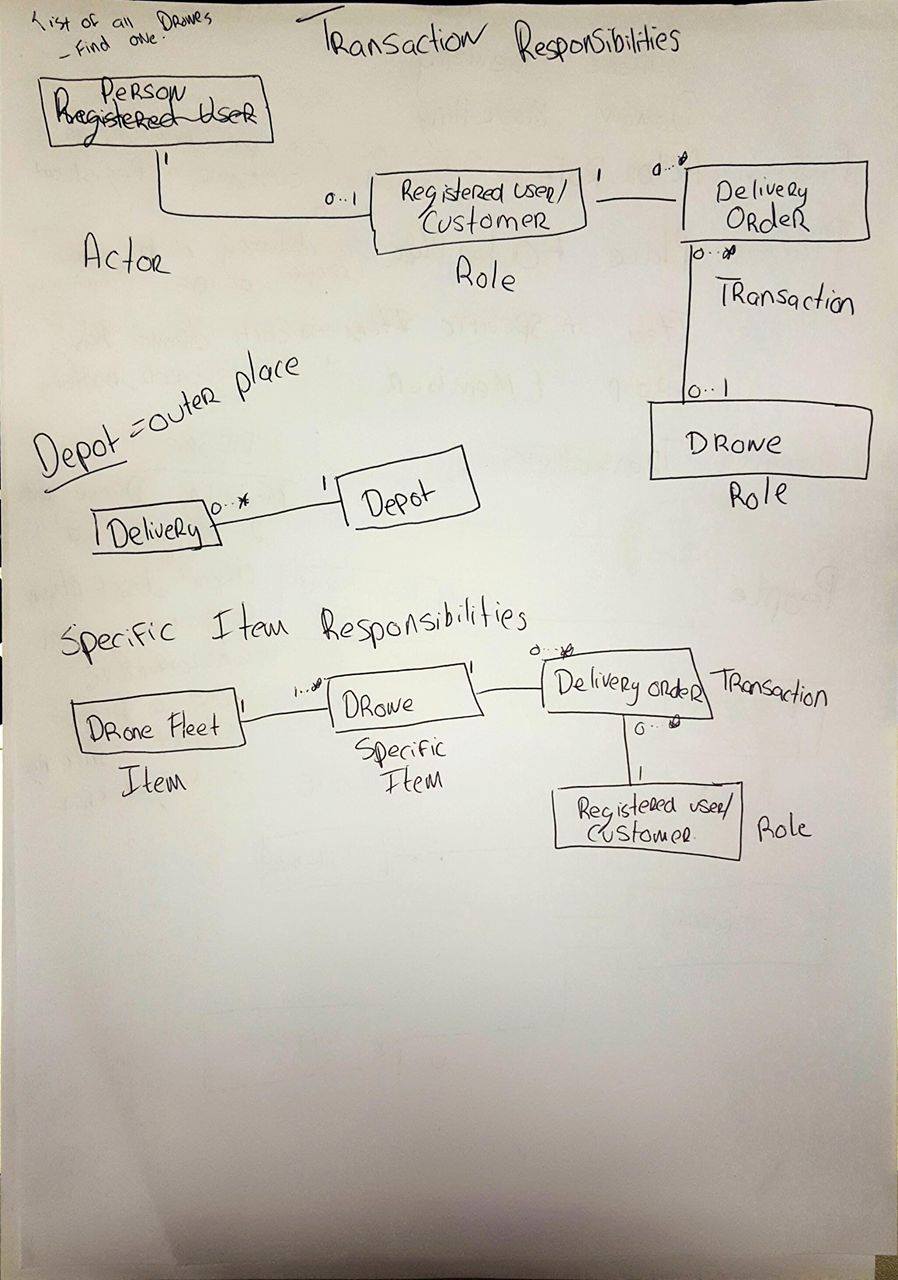 List of all Drones
- Find one.
Transaction Responsibilities
Person
Registered User
1
0..1
Registered user/
Customer
1
0..*
Delivery
Order
Actor
Role
0..*
Transaction
0..1
Drone
Role
Depot = outer place
Delivery
0..*
1
Depot
Specific Item Responsibilities
Drone Fleet
1
1..*
Drone
1
0..*
Delivery order
Transaction
Item
Specific
Item
0..*
1
Registered user/
Customer
Role